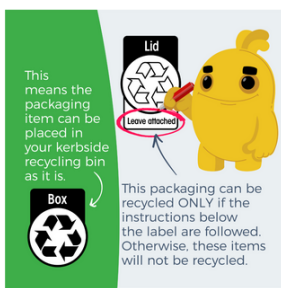 This
means the
packaging
item can be
placed in
your kerbside
recycling bin
as it is.
Box
Lid
Leave attached
This packaging can be
recycled ONLY if the
instructions below
the label are followed.
Otherwise, these items
will not be recycled.